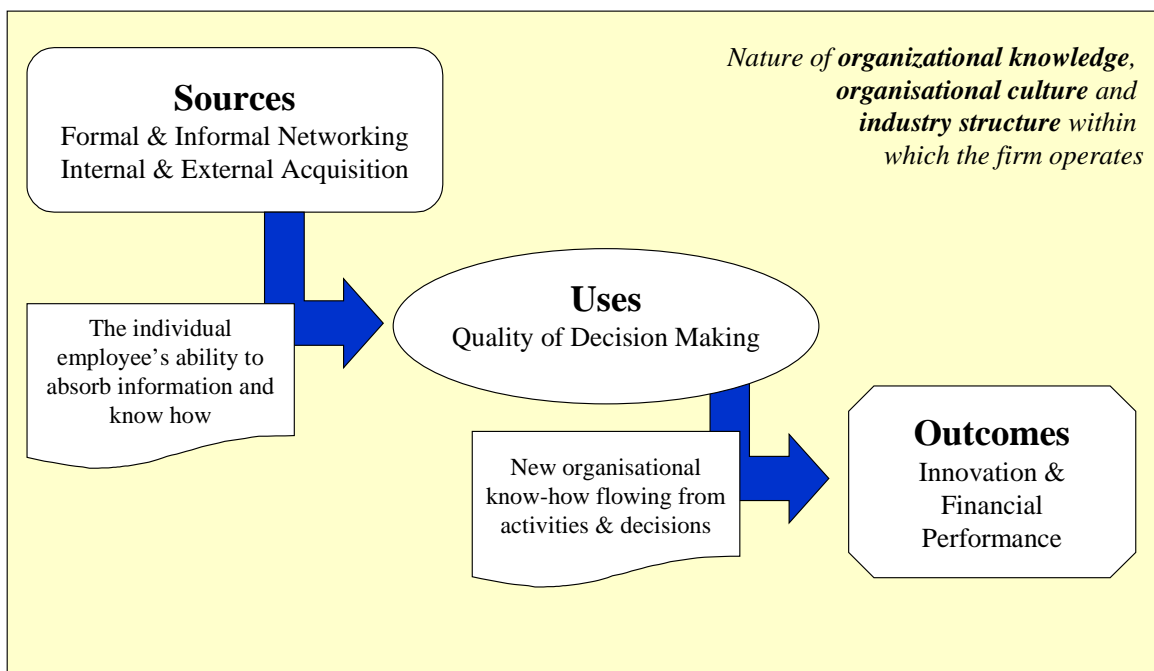 Sources
Formal & Informal Networking
Internal & External Acquisition
Nature of organizational knowledge,
organisational culture and
industry structure within
which the firm operates
The individual
employee's ability to
absorb information and
know how
Uses
Quality of Decision Making
New organisational
know-how flowing from
activities & decisions
Outcomes
Innovation &
Financial
Performance